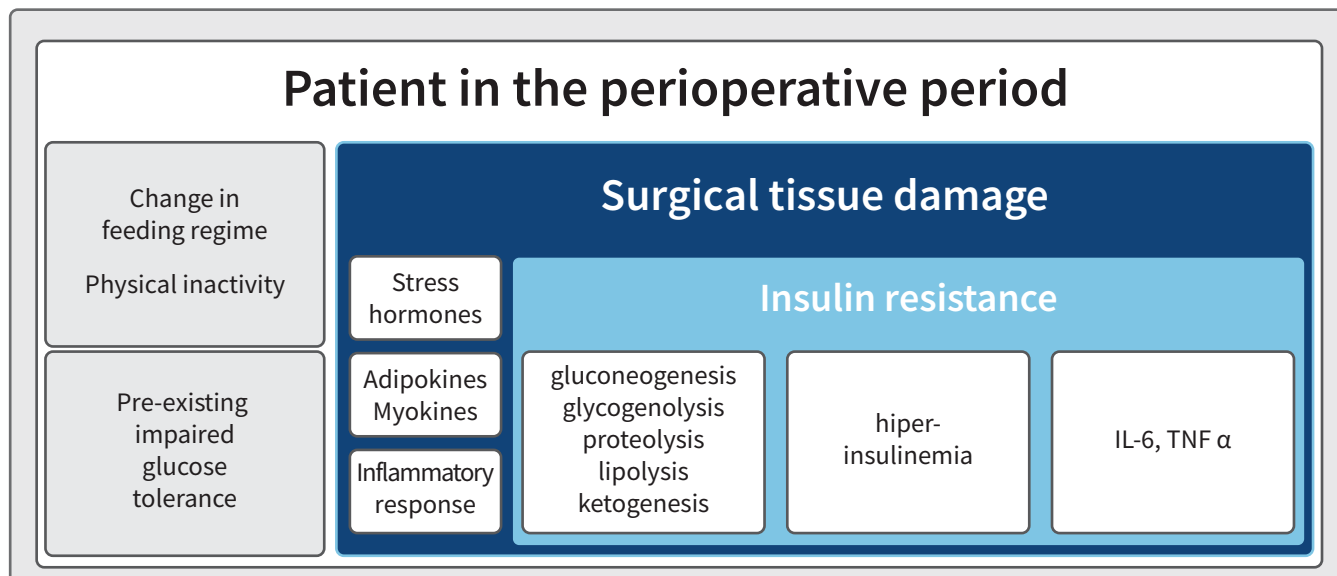 Patient in the perioperative period
Change in
feeding regime
Physical inactivity
Pre-existing
impaired
glucose
tolerance
Surgical tissue damage
Stress
hormones
Adipokines
Myokines
Inflammatory
response
Insulin resistance
gluconeogenesis
glycogenolysis
proteolysis
lipolysis
ketogenesis
hiper-
insulinemia
IL-6, TNF α